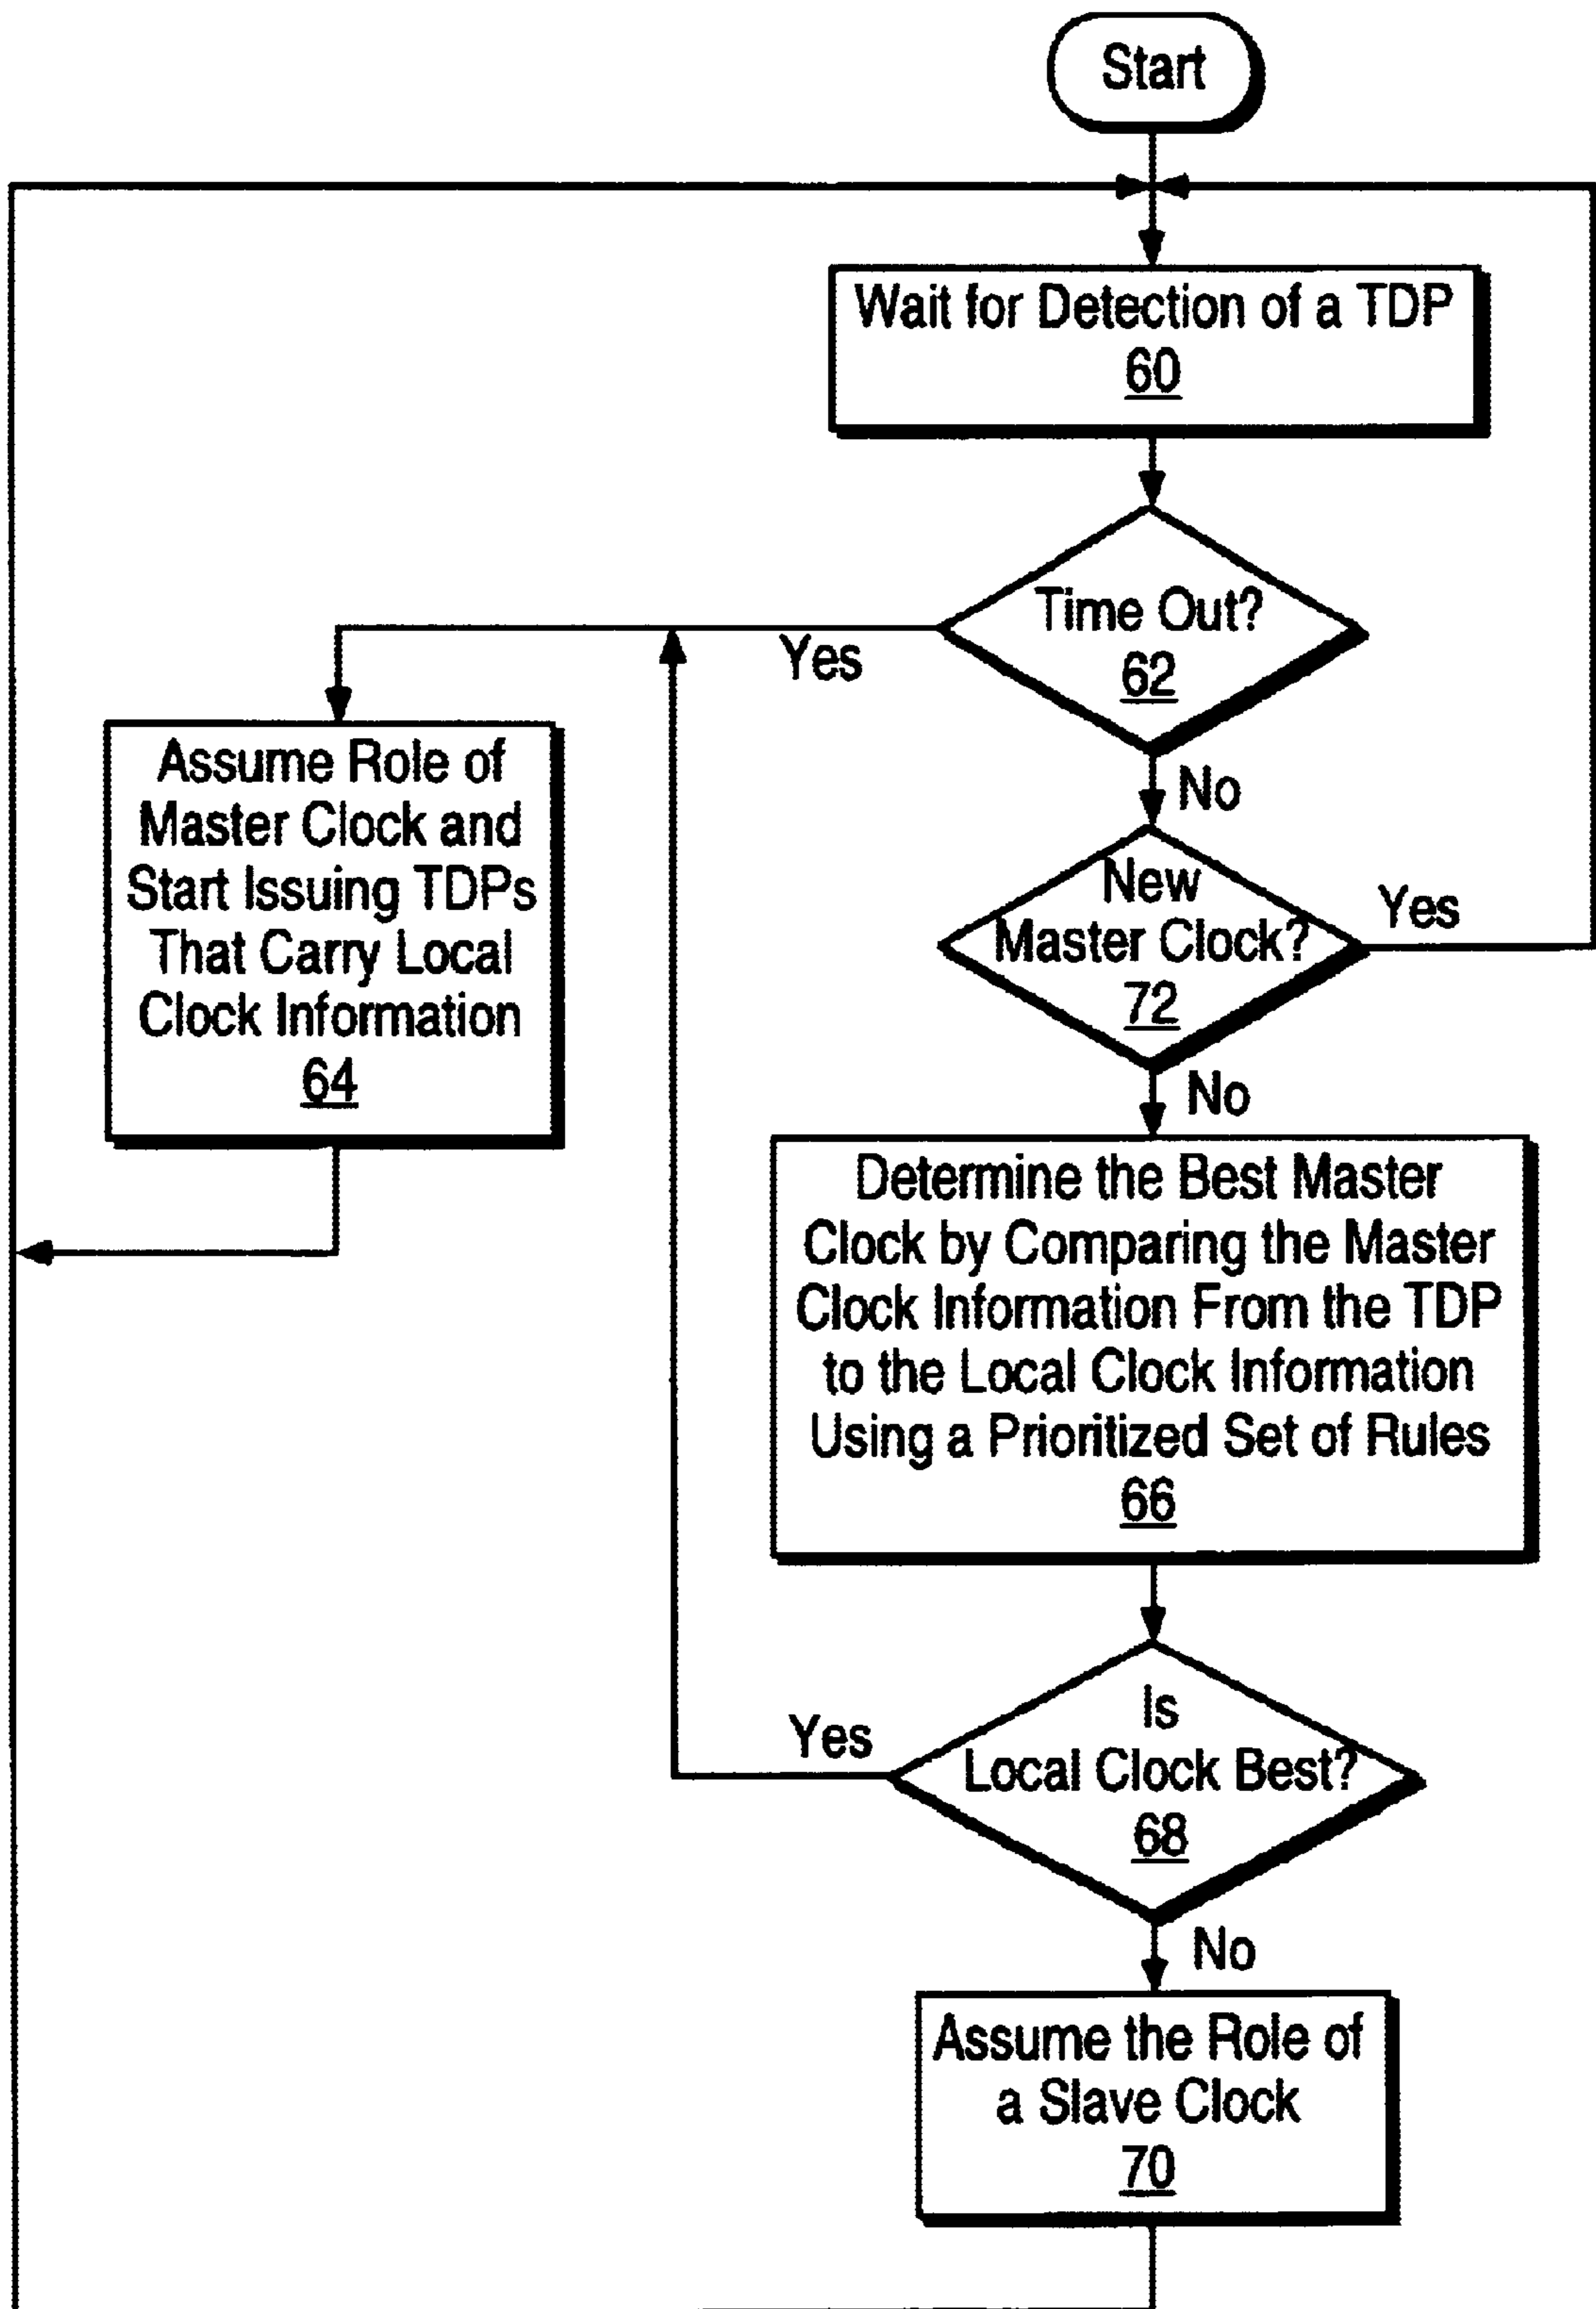 Start
Wait for Detection of a TDP
60
Time Out?
62
Yes
No
Assume Role of
Master Clock and
Start Issuing TDPs
That Carry Local
Clock Information
64
New
Master Clock?
72
Yes
No
Determine the Best Master
Clock by Comparing the Master
Clock Information From the TDP
to the Local Clock Information
Using a Prioritized Set of Rules
66
Is
Local Clock Best?
68
Yes
No
Assume the Role of
a Slave Clock
70